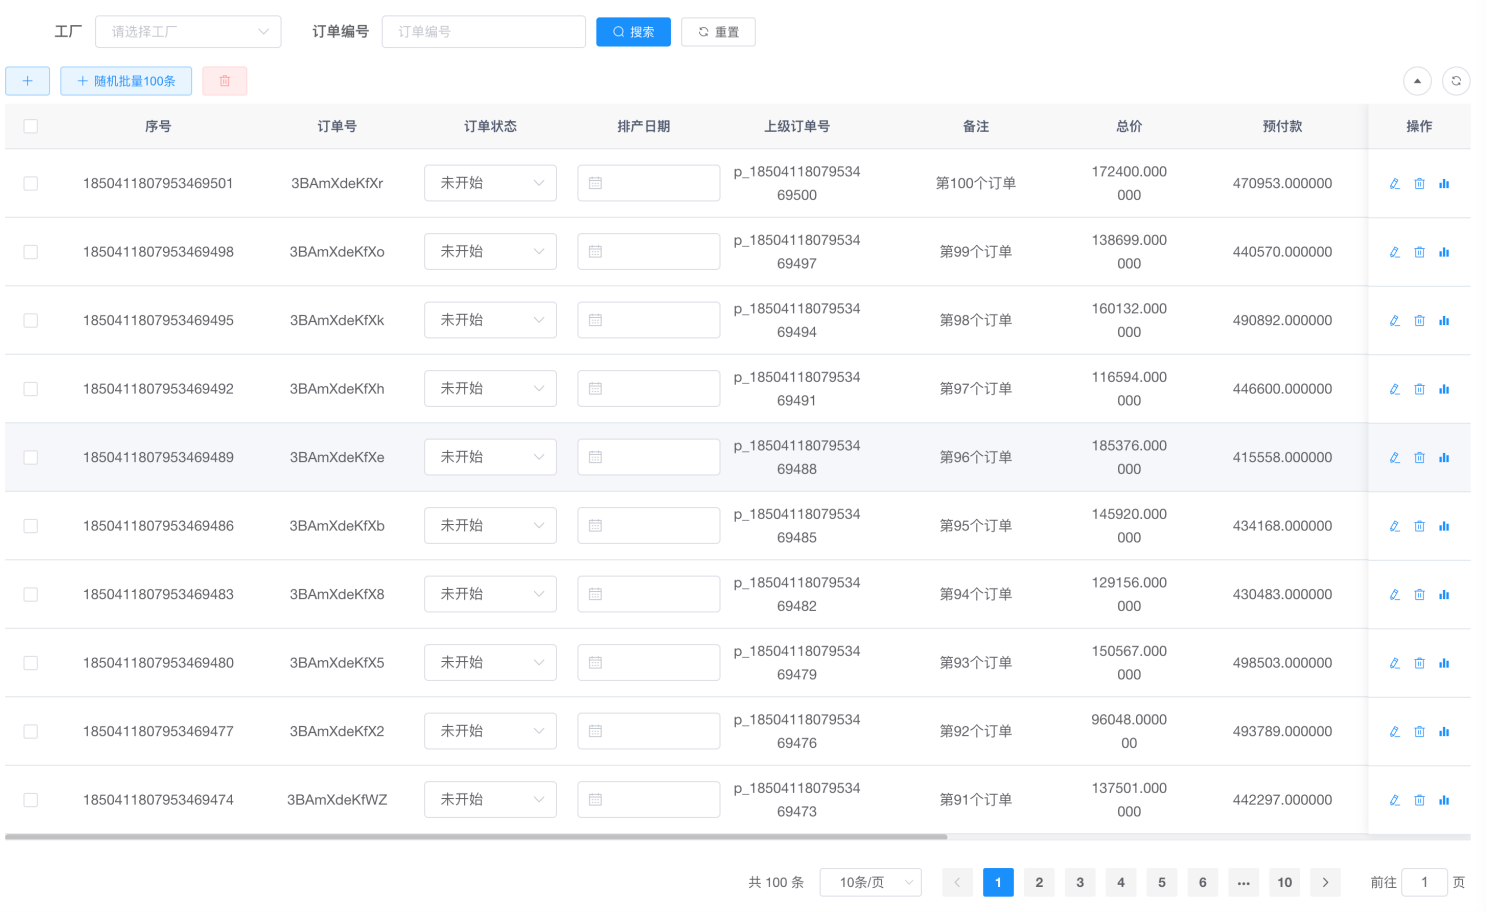 工厂 请选择工厂 订单编号 订单编号 搜索 重置
随机批量100条
序号 订单号 订单状态 排产日期 上级订单号 备注 总价 预付款 操作
1850411807953469501 3BAmXdeKfXr 未开始 p_18504118079534 69500 第100个订单 172400.000 000 470953.000000
1850411807953469498 3BAmXdeKfXo 未开始 p_18504118079534 69497 第99个订单 138699.000 000 440570.000000
1850411807953469495 3BAmXdeKfXk 未开始 p_18504118079534 69494 第98个订单 160132.000 000 490892.000000
1850411807953469492 3BAmXdeKfXh 未开始 p_18504118079534 69491 第97个订单 116594.000 000 446600.000000
1850411807953469489 3BAmXdeKfXe 未开始 p_18504118079534 69488 第96个订单 185376.000 000 415558.000000
1850411807953469486 3BAmXdeKfXb 未开始 p_18504118079534 69485 第95个订单 145920.000 000 434168.000000
1850411807953469483 3BAmXdeKfX8 未开始 p_18504118079534 69482 第94个订单 129156.000 000 430483.000000
1850411807953469480 3BAmXdeKfX5 未开始 p_18504118079534 69479 第93个订单 150567.000 000 498503.000000
1850411807953469477 3BAmXdeKfX2 未开始 p_18504118079534 69476 第92个订单 96048.0000 00 493789.000000
1850411807953469474 3BAmXdeKfWZ 未开始 p_18504118079534 69473 第91个订单 137501.000 000 442297.000000
共 100 条 10条/页 1 2 3 4 5 6 ... 10 前往 1 页